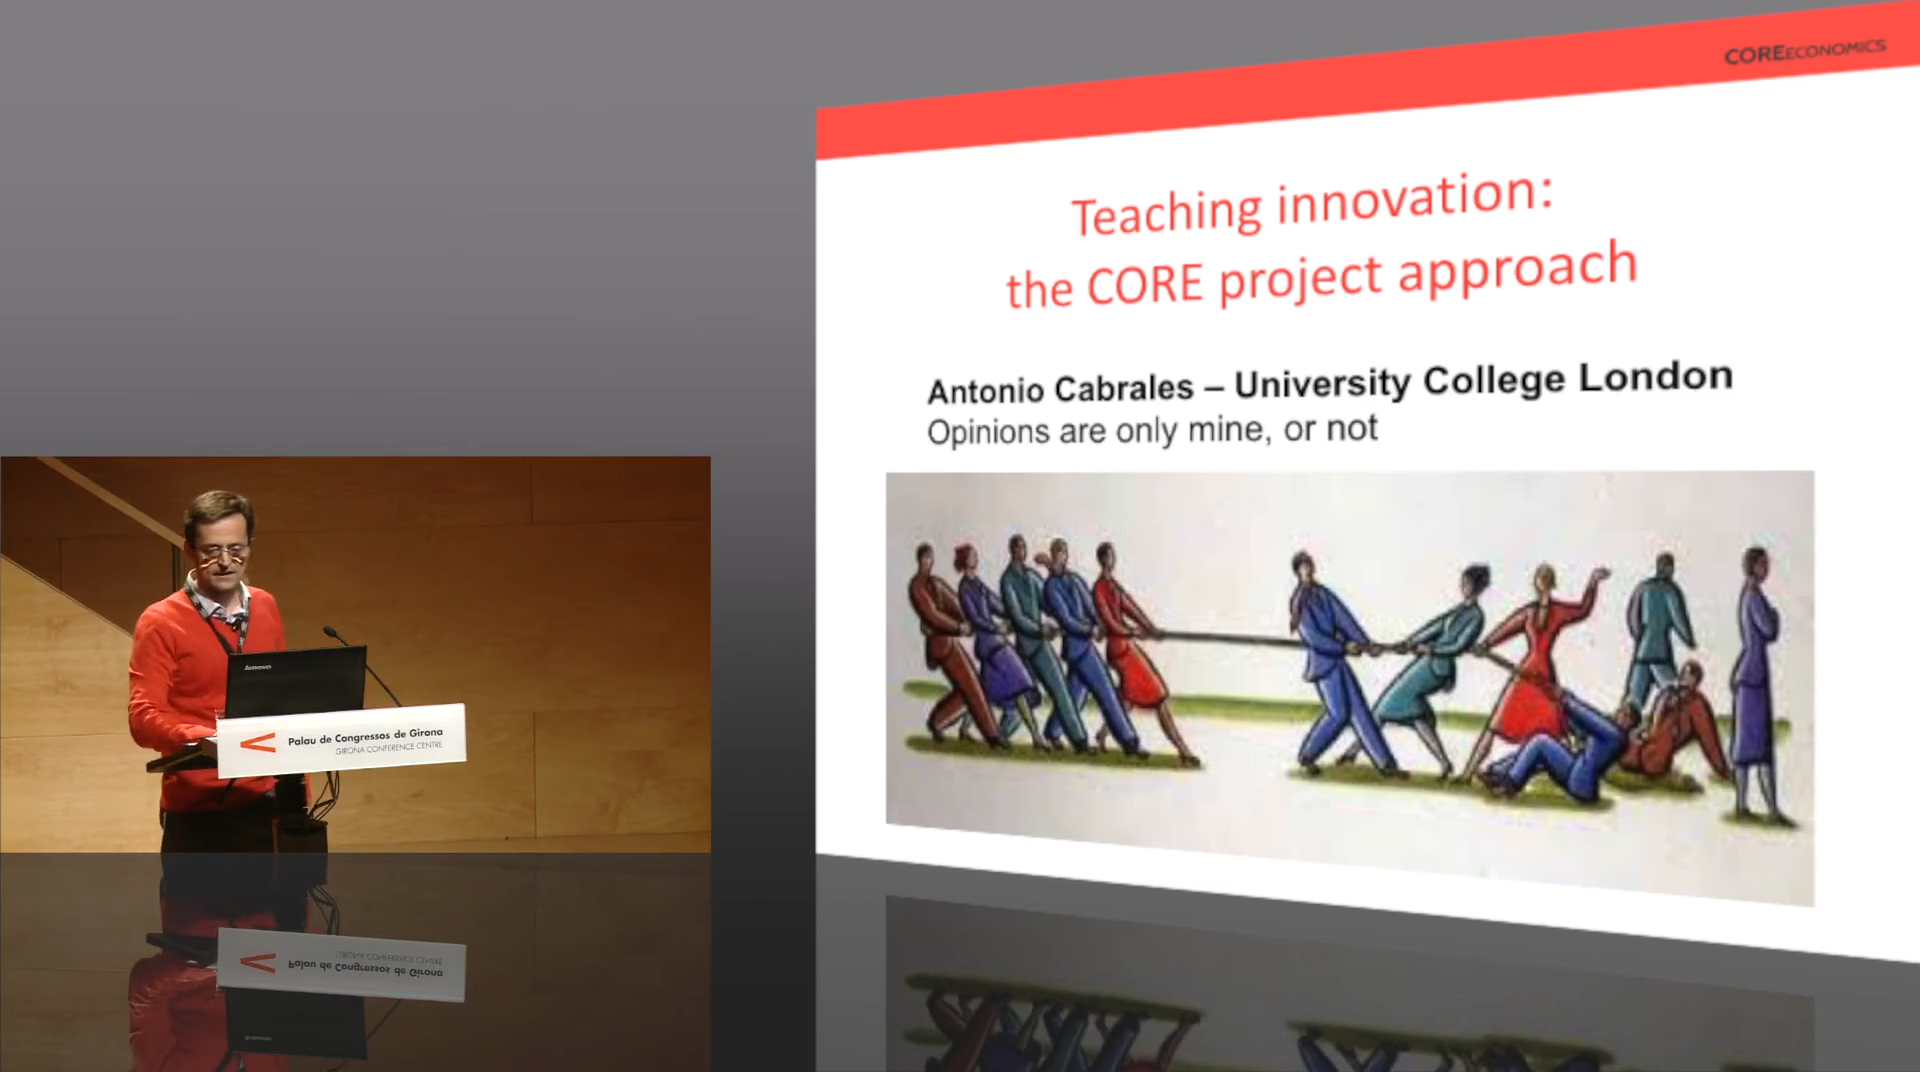 COREECONOMICS
Teaching innovation:
the CORE project approach
Antonio Cabrales – University College London
Opinions are only mine, or not
lenovo
Palau de Congressos de Girona
GIRONA CONFERENCE CENTRE